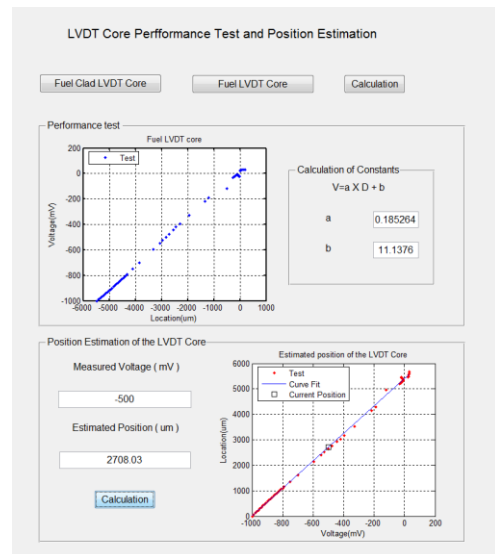 LVDT Core Perfformance Test and Position Estimation
Fuel Clad LVDT Core
Fuel LVDT Core
Calculation
Performance test
Fuel LVDT core
Test
200
0
-200
-400
-600
-800
-1000
Voltage(mV)
-6000 -5000 -4000 -3000 -2000 -1000 0 1000
Location(um)
Calculation of Constants
V=a X D + b
a 0.185264
b 11.1376
Position Estimation of the LVDT Core
Measured Voltage ( mV )
-500
Estimated Position ( um )
2708.03
Calculation
Estimated position of the LVDT Core
Test
Curve Fit
Current Position
6000
5000
4000
3000
2000
1000
0
Location(um)
-1000 -800 -600 -400 -200 0 200
Voltage(mV)